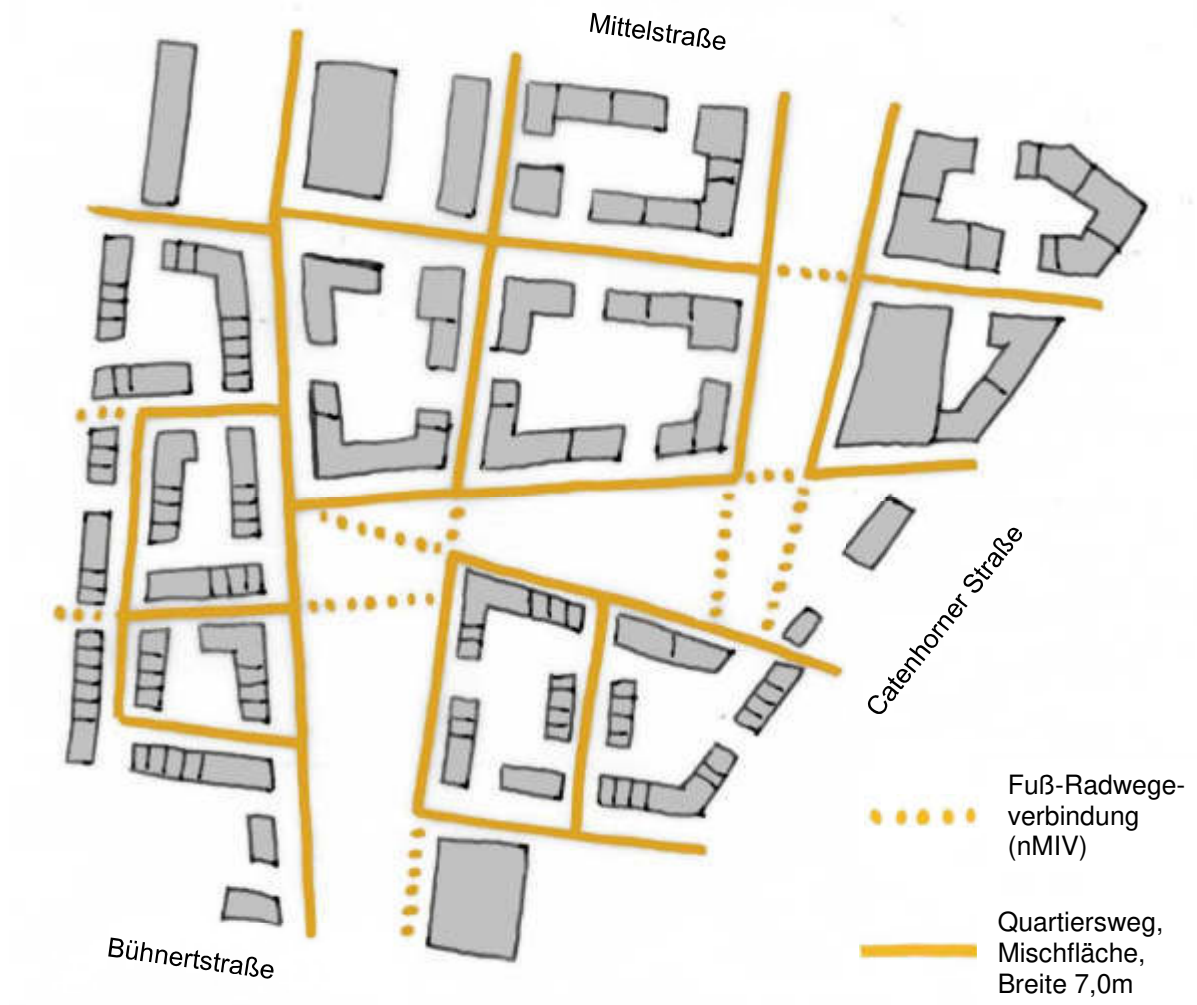 Mittelstraße
Catenhorner Straße
Fuß-Radwege-
verbindung
(nMIV)
Quartiersweg,
Mischfläche,
Breite 7,0m
Bühnertstraße